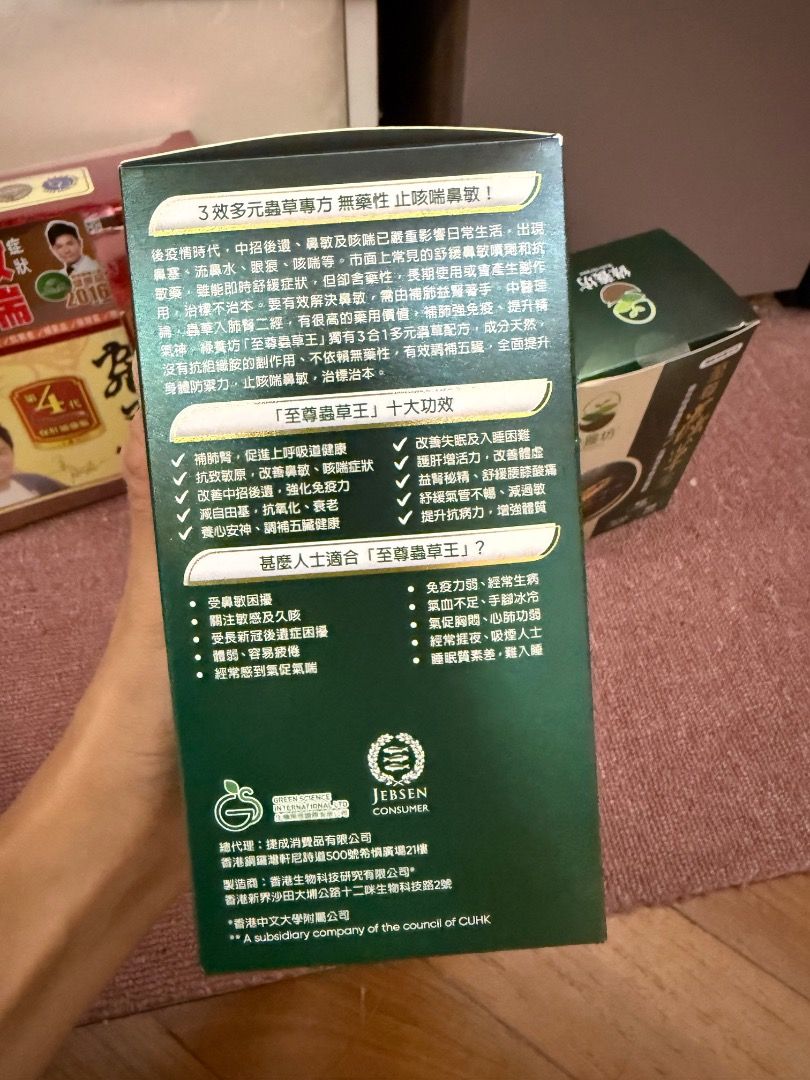 3效多元蟲草專方 無藥性 止咳喘鼻敏！
後疫情時代，中招後遺、鼻敏及咳喘已嚴重影響日常生活，出現
鼻塞、流鼻水、眼痕、咳喘等。市面上常見的舒緩鼻敏噴劑和抗
敏藥，雖能即時舒緩症狀，但卻含藥性，長期使用或會產生副作
用，治標不治本。要有效解決鼻敏，需由補肺益腎著手。中醫理
論，蟲草入肺腎二經，有很高的藥用價值，補肺強免疫、提升精
氣神。綠養坊「至尊蟲草王」獨有3合1多元蟲草配方，成分天然，
沒有抗組織胺的副作用、不依賴無藥性，有效調補五臟，全面提升
身體防禦力，止咳喘鼻敏，治標治本。
「至尊蟲草王」十大功效
✓ 補肺腎，促進上呼吸道健康
✓ 抗致敏原，改善鼻敏、咳喘症狀
✓ 改善中招後遺，強化免疫力
✓ 減自由基，抗氧化、衰老
✓ 養心安神、調補五臟健康
✓ 改善失眠及入睡困難
✓ 護肝增活力，改善體虛
✓ 益腎秘精、舒緩腰膝酸痛
✓ 紓緩氣管不暢、減過敏
✓ 提升抗病力，增強體質
甚麼人士適合「至尊蟲草王」？
• 受鼻敏困擾
• 關注敏感及久咳
• 受長新冠後遺症困擾
• 體弱、容易疲倦
• 經常感到氣促氣喘
• 免疫力弱、經常生病
• 氣血不足、手腳冰冷
• 氣促胸悶、心肺功弱
• 經常捱夜、吸煙人士
• 睡眠質素差，難入睡
GREEN SCIENCE
INTERNATIONAL LTD
JEBSEN
CONSUMER
總代理：捷成消費品有限公司
香港銅鑼灣軒尼詩道500號希慎廣場21樓
製造商：香港生物科技研究有限公司*
香港新界沙田大埔公路十二咪生物科技路2號
*香港中文大學附屬公司
** A subsidiary company of the council of CUHK
第4代
症狀
2016